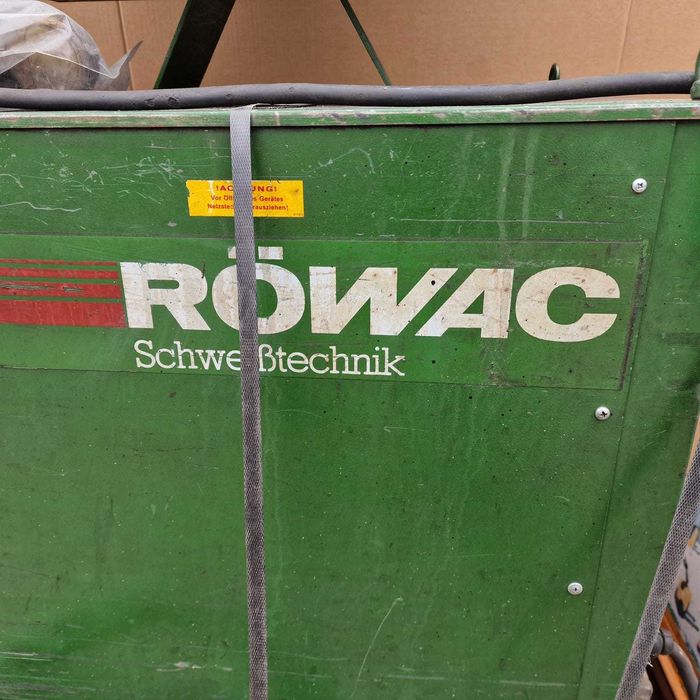 !ACHTUNG!
Vor Öffnen des Gerätes
Netzstecker herausziehen!
RÖWAC
Schweißtechnik